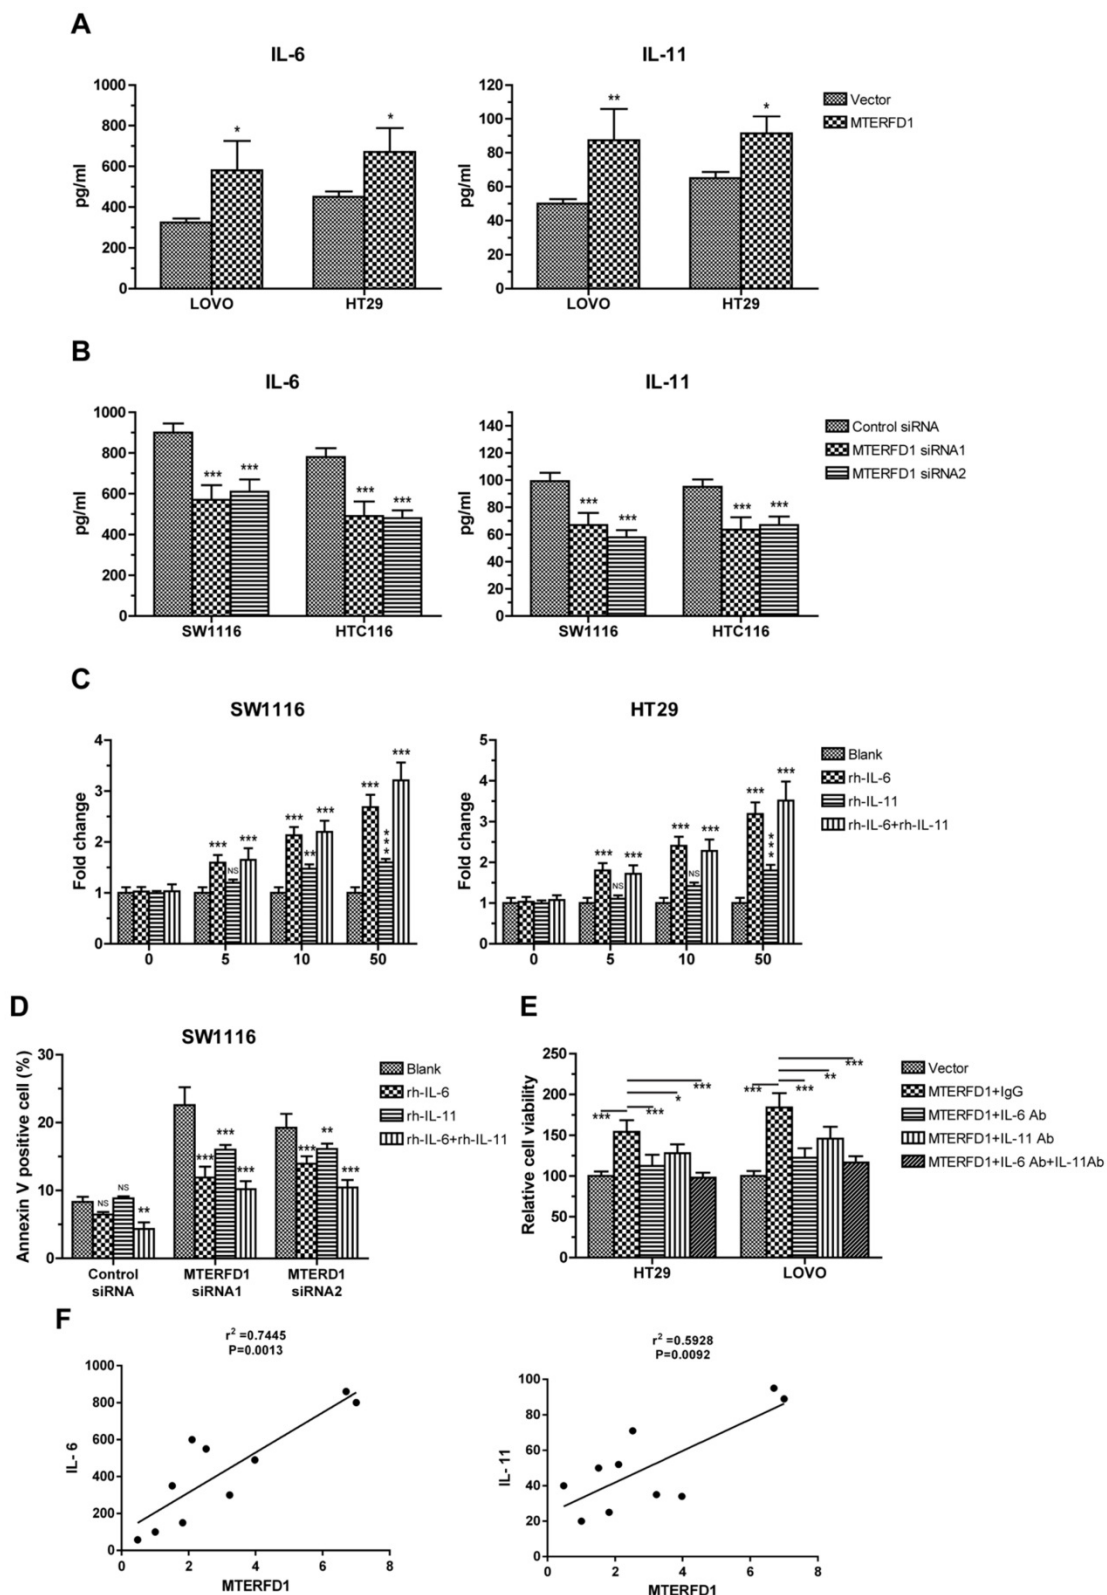 A
IL-6
IL-11
1000
800
600
400
200
0
pg/ml
*
*
LOVO
HT29
120
100
80
60
40
20
0
pg/ml
**
*
LOVO
HT29
Vector
MTERFD1
B
IL-6
IL-11
1000
800
600
400
200
0
pg/ml
***
***
***
***
SW1116
HTC116
140
120
100
80
60
40
20
0
pg/ml
***
***
***
***
SW1116
HTC116
Control siRNA
MTERFD1 siRNA1
MTERFD1 siRNA2
C
SW1116
HT29
4
3
2
1
0
Fold change
***
NS
***
***
**
***
***
***
***
0
5
10
50
5
4
3
2
1
0
Fold change
***
NS
***
***
NS
***
***
***
***
0
5
10
50
Blank
rh-IL-6
rh-IL-11
rh-IL-6+rh-IL-11
D
SW1116
30
20
10
0
Annexin V positive cell (%)
NS
NS
**
***
***
***
***
**
***
Control
siRNA
MTERFD1
siRNA1
MTERD1
siRNA2
Blank
rh-IL-6
rh-IL-11
rh-IL-6+rh-IL-11
E
250
200
150
100
50
0
Relative cell viability
***
***
*
***
***
***
**
***
HT29
LOVO
Vector
MTERFD1+IgG
MTERFD1+IL-6 Ab
MTERFD1+IL-11 Ab
MTERFD1+IL-6 Ab+IL-11Ab
F
r² =0.7445
P=0.0013
1000
800
600
400
200
0
IL- 6
0
2
4
6
8
MTERFD1
r² =0.5928
P=0.0092
100
80
60
40
20
0
IL- 11
0
2
4
6
8
MTERFD1